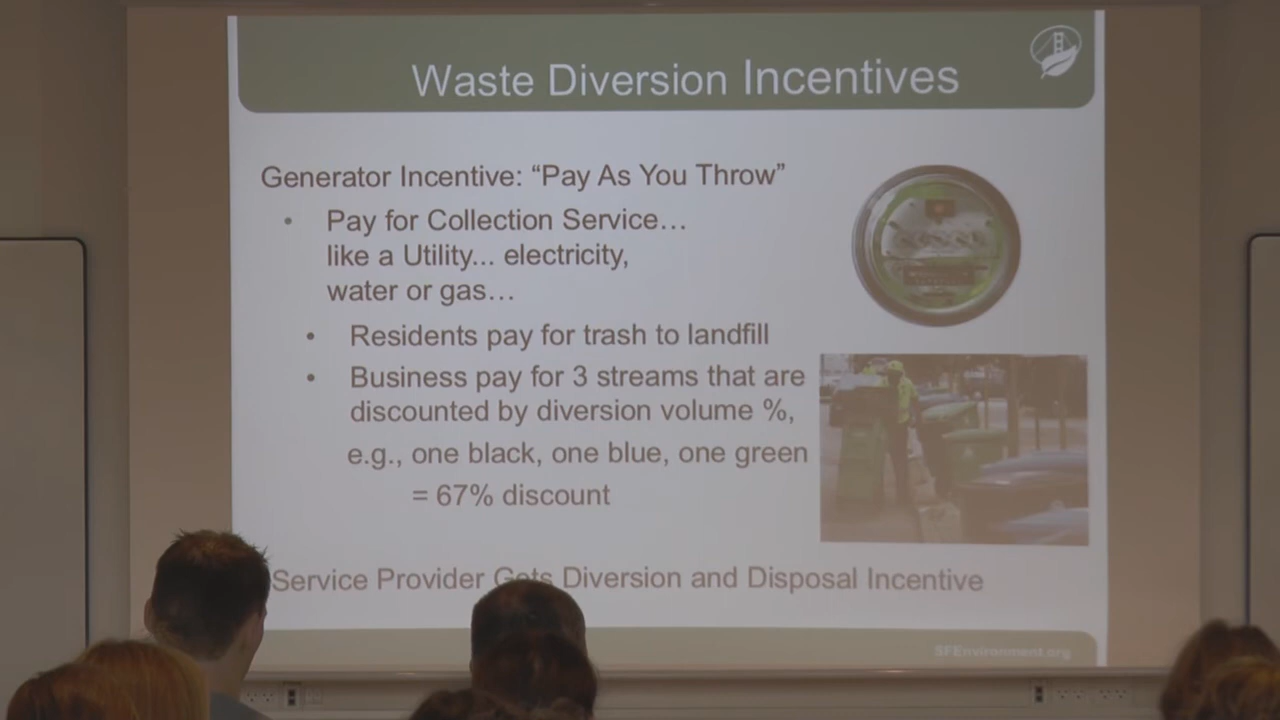 Waste Diversion Incentives
Generator Incentive: “Pay As You Throw”
• Pay for Collection Service…
like a Utility... electricity,
water or gas…
• Residents pay for trash to landfill
• Business pay for 3 streams that are
discounted by diversion volume %,
e.g., one black, one blue, one green
= 67% discount
Service Provider Gets Diversion and Disposal Incentive
SFEnvironment.org